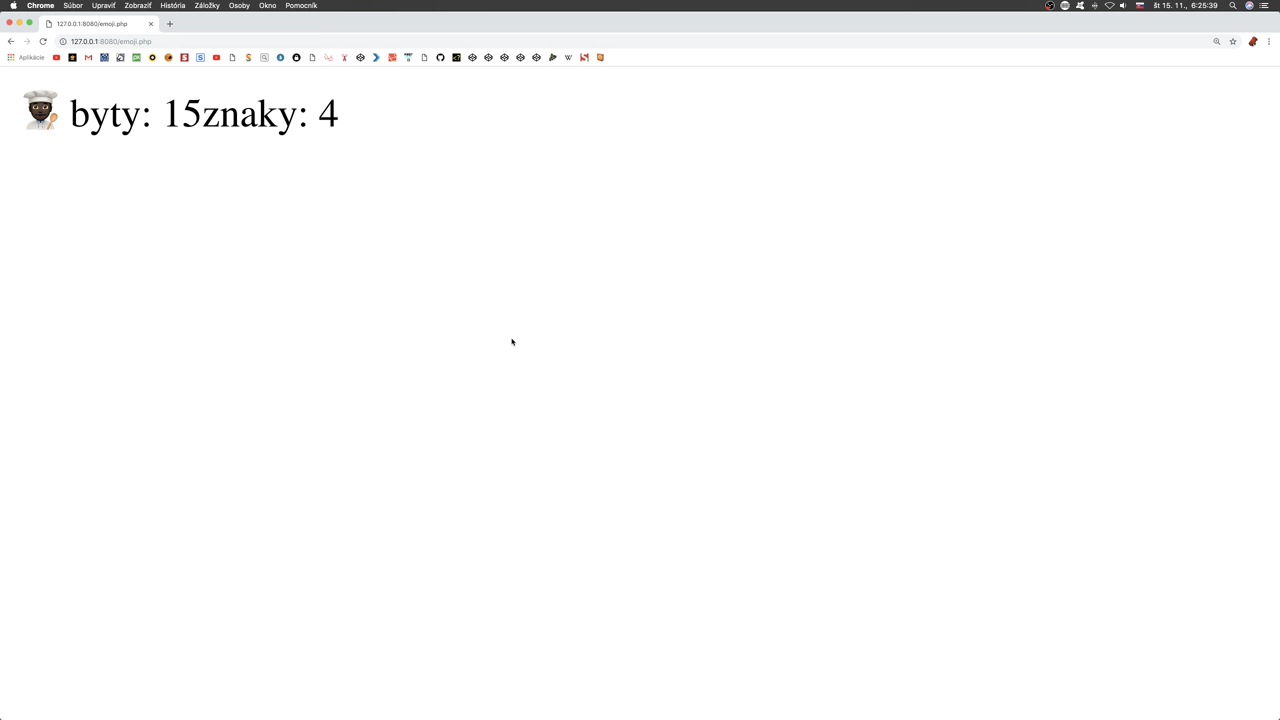 Chrome Súbor Upraviť Zobraziť História Záložky Osoby Okno Pomocník št 15. 11., 6:25:39
127.0.0.1:8080/emoji.php
127.0.0.1:8080/emoji.php
Aplikácie
👨🏿‍🍳 byty: 15znaky: 4